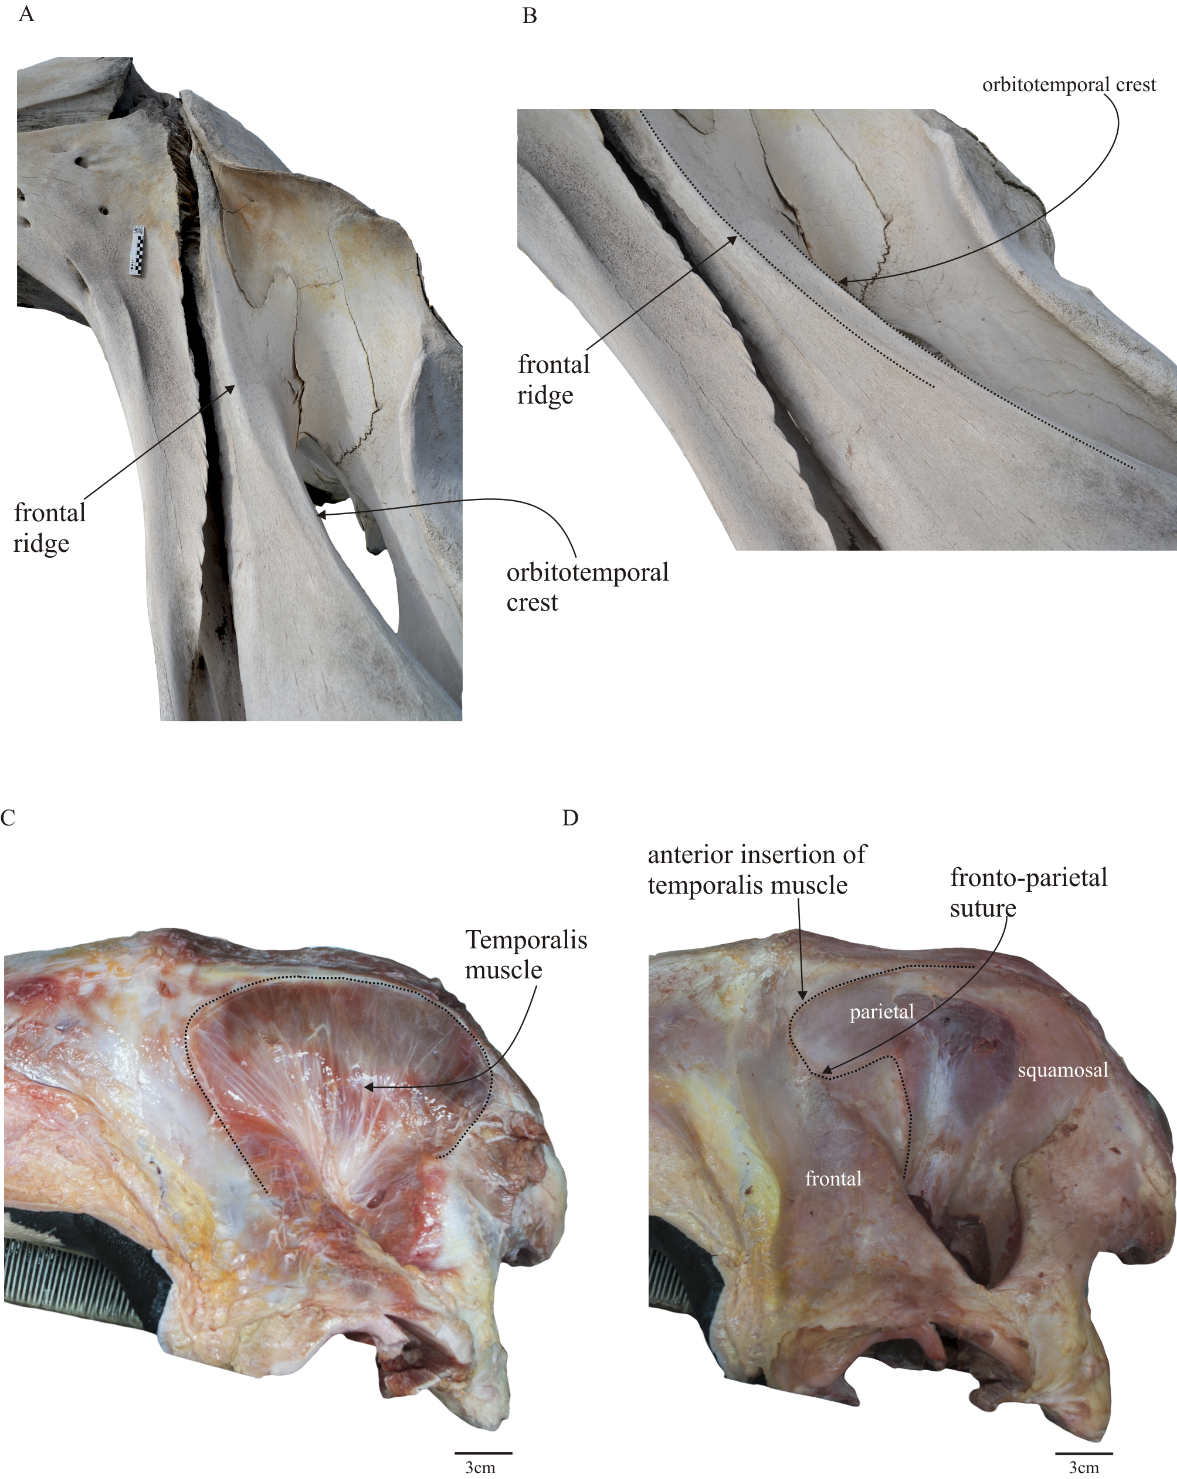 A
B
orbitotemporal crest
frontal
ridge
frontal
ridge
orbitotemporal
crest
C
D
anterior insertion of
temporalis muscle
fronto-parietal
suture
Temporalis
muscle
parietal
squamosal
frontal
3cm
3cm